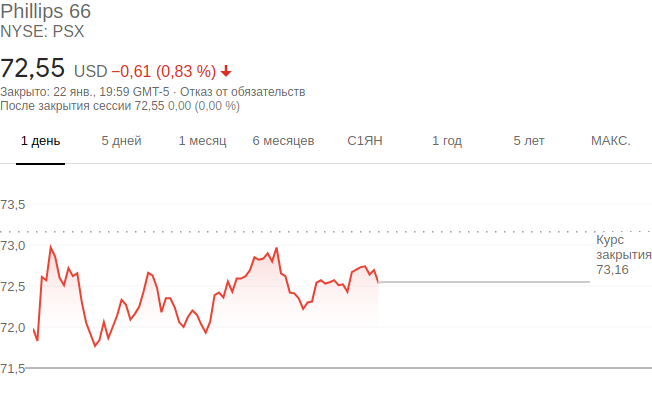 Phillips 66
NYSE: PSX
72,55 USD −0,61 (0,83 %)
Закрыто: 22 янв., 19:59 GMT-5 · Отказ от обязательств
После закрытия сессии 72,55 0,00 (0,00 %)
1 день 5 дней 1 месяц 6 месяцев С1ЯН 1 год 5 лет МАКС.
73,5
73,0
72,5
72,0
71,5
Курс
закрытия
73,16